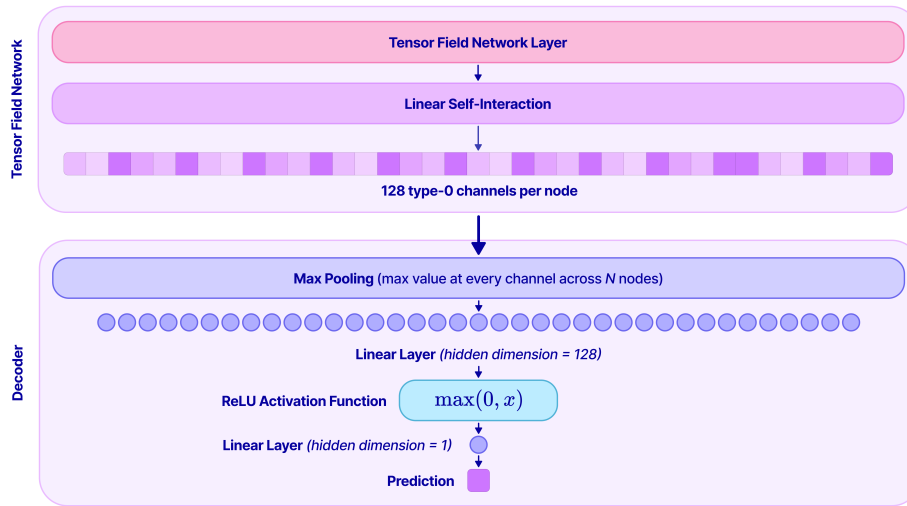 Tensor Field Network
Tensor Field Network Layer
Linear Self-Interaction
128 type-0 channels per node
Decoder
Max Pooling (max value at every channel across N nodes)
Linear Layer (hidden dimension = 128)
ReLU Activation Function
max(0, x)
Linear Layer (hidden dimension = 1)
Prediction